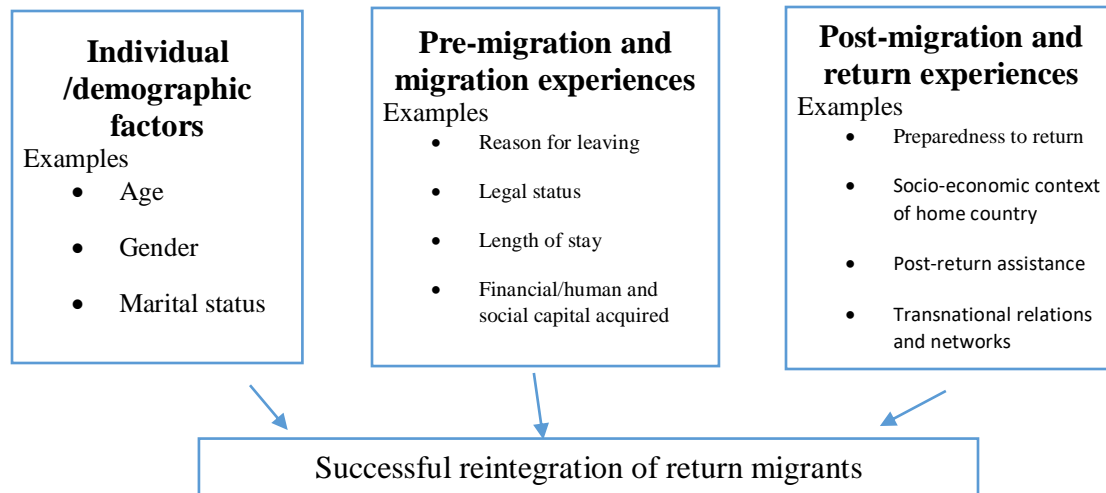 Individual
/demographic
factors
Examples
• Age
• Gender
• Marital status
Pre-migration and
migration experiences
Examples
• Reason for leaving
• Legal status
• Length of stay
• Financial/human and
social capital acquired
Post-migration and
return experiences
Examples
• Preparedness to return
• Socio-economic context
of home country
• Post-return assistance
• Transnational relations
and networks
Successful reintegration of return migrants